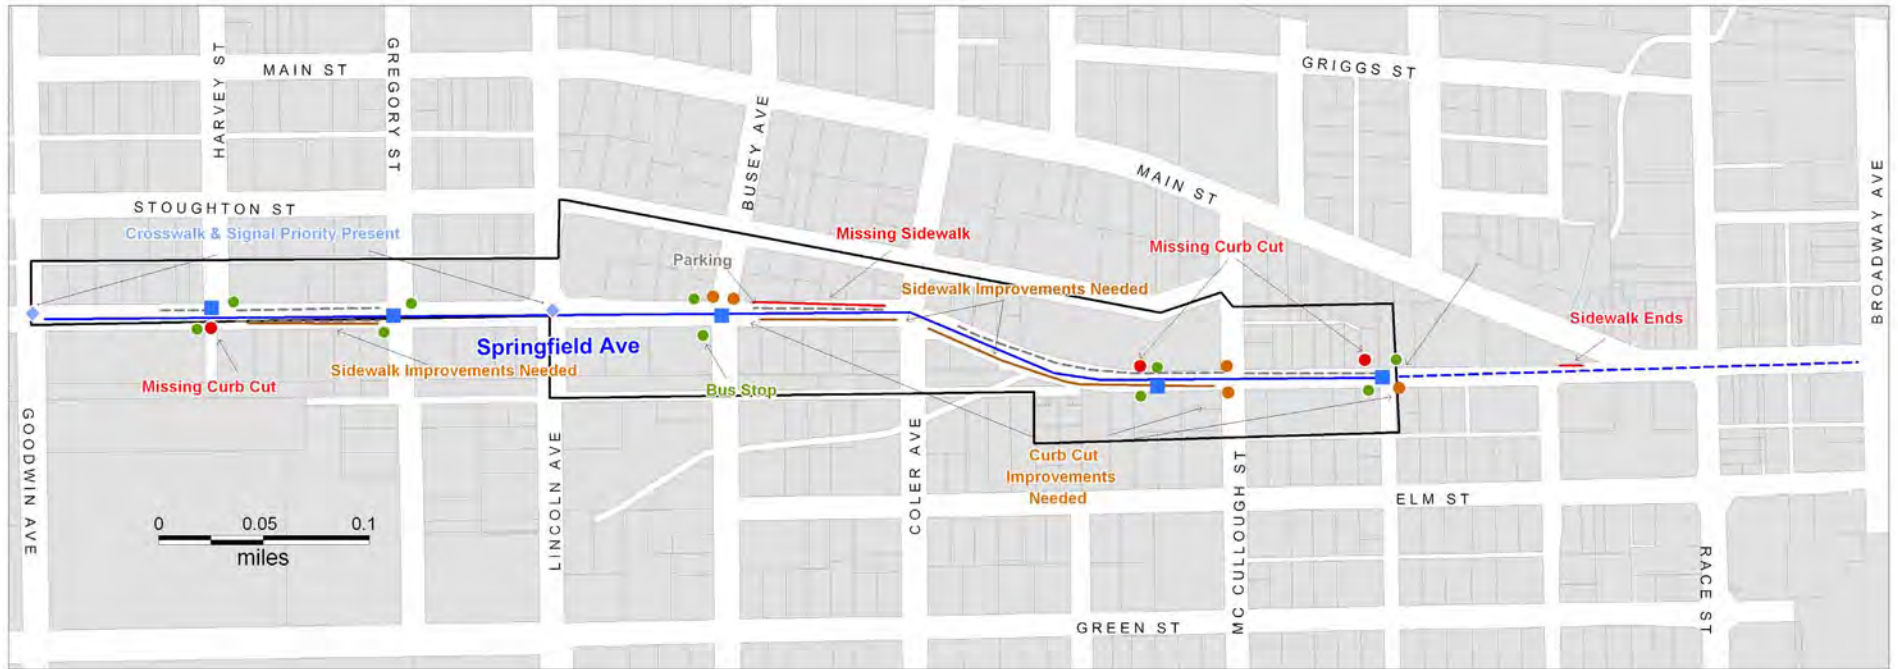 HARVEY ST
MAIN ST
GREGORY ST
GRIGGS ST
BUSEY AVE
MAIN ST
BROADWAY AVE
STOUGHTON ST
Crosswalk & Signal Priority Present
Missing Sidewalk
Missing Curb Cut
Parking
Sidewalk Improvements Needed
Sidewalk Ends
Springfield Ave
Sidewalk Improvements Needed
Missing Curb Cut
Bus Stop
GOODWIN AVE
LINCOLN AVE
COLER AVE
Curb Cut
Improvements
Needed
MC CULLOUGH ST
ELM ST
0 0.05 0.1
miles
RACE ST
GREEN ST